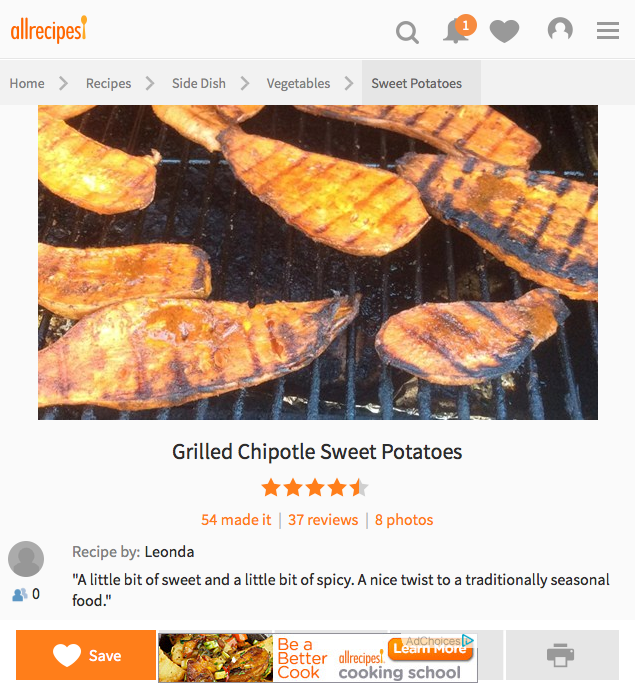 allrecipes!
1
Home Recipes Side Dish Vegetables Sweet Potatoes
Grilled Chipotle Sweet Potatoes
54 made it | 37 reviews | 8 photos
Recipe by: Leonda
"A little bit of sweet and a little bit of spicy. A nice twist to a traditionally seasonal
food."
0
Save
Be a
Better
Cook
allrecipes!
cooking school
Learn More
AdChoices